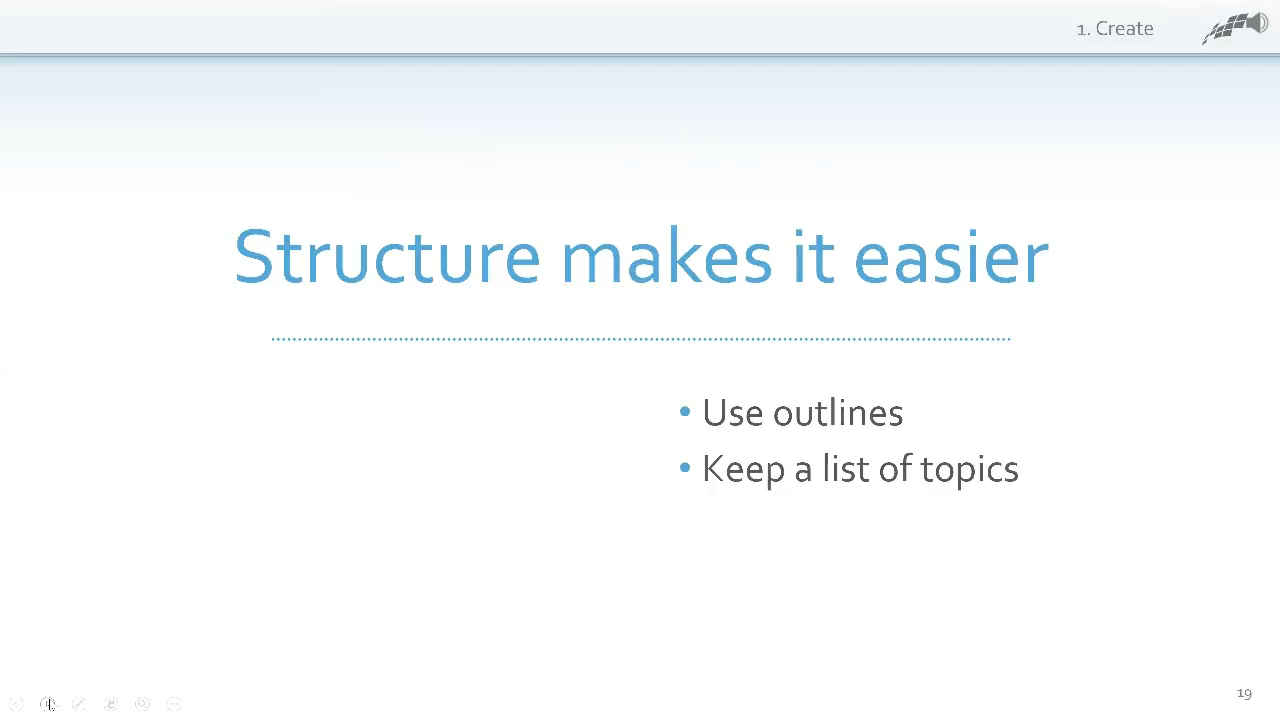 1. Create
Structure makes it easier
• Use outlines
• Keep a list of topics
19